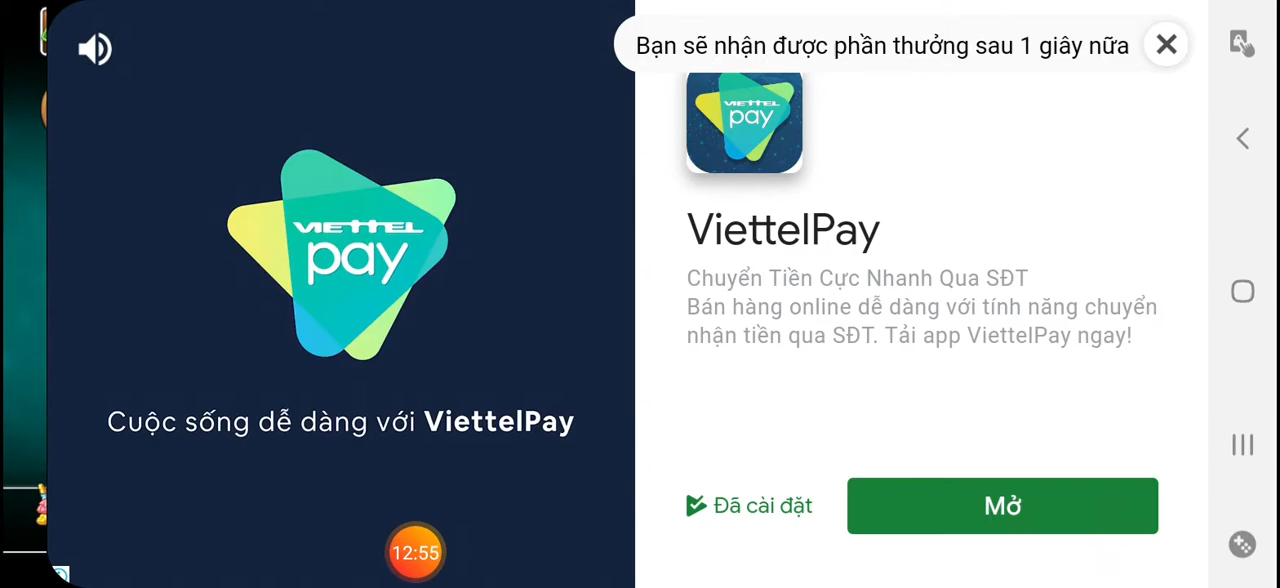 Bạn sẽ nhận được phần thưởng sau 1 giây nữa
VIETTEL
pay
Cuộc sống dễ dàng với ViettelPay
12:55
VIETTEL
pay
ViettelPay
Chuyển Tiền Cực Nhanh Qua SĐT
Bán hàng online dễ dàng với tính năng chuyển
nhận tiền qua SĐT. Tải app ViettelPay ngay!
Đã cài đặt
Mở